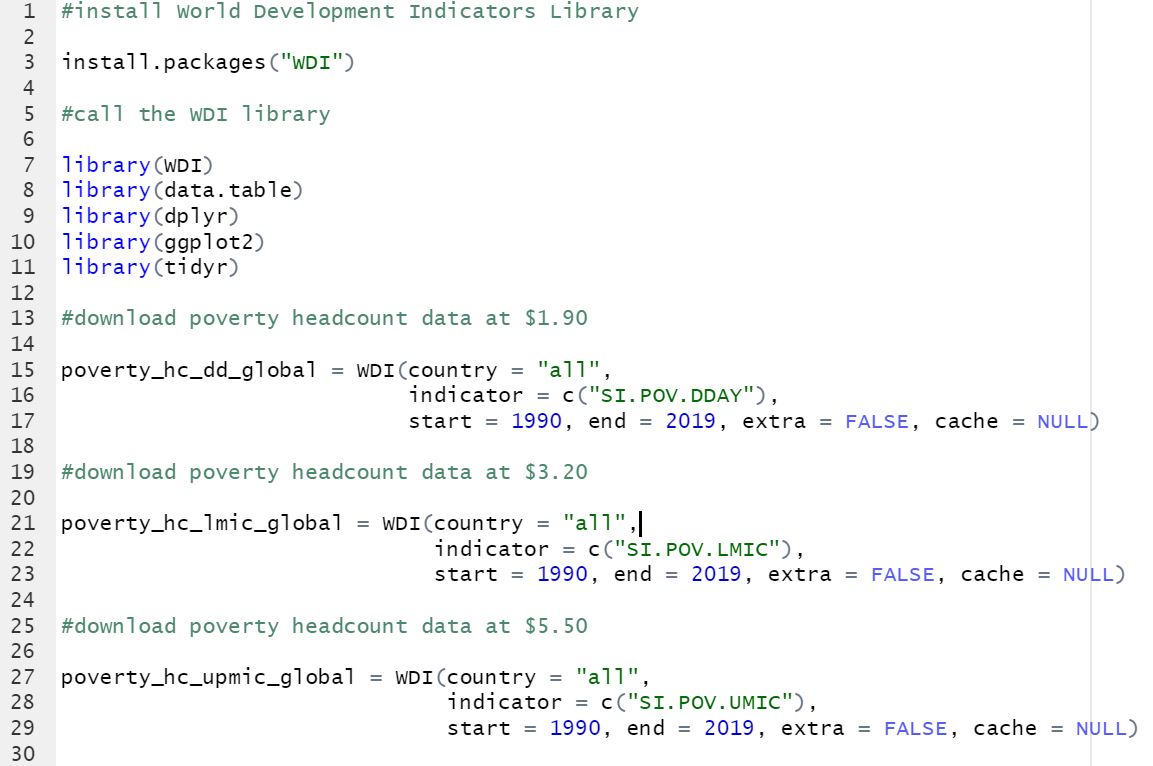 1 #install World Development Indicators Library
2
3 install.packages("WDI")
4
5 #call the WDI library
6
7 library(WDI)
8 library(data.table)
9 library(dplyr)
10 library(ggplot2)
11 library(tidyr)
12
13 #download poverty headcount data at $1.90
14
15 poverty_hc_dd_global = WDI(country = "all",
16 indicator = c("SI.POV.DDAY"),
17 start = 1990, end = 2019, extra = FALSE, cache = NULL)
18
19 #download poverty headcount data at $3.20
20
21 poverty_hc_lmic_global = WDI(country = "all",
22 indicator = c("SI.POV.LMIC"),
23 start = 1990, end = 2019, extra = FALSE, cache = NULL)
24
25 #download poverty headcount data at $5.50
26
27 poverty_hc_upmic_global = WDI(country = "all",
28 indicator = c("SI.POV.UMIC"),
29 start = 1990, end = 2019, extra = FALSE, cache = NULL)
30